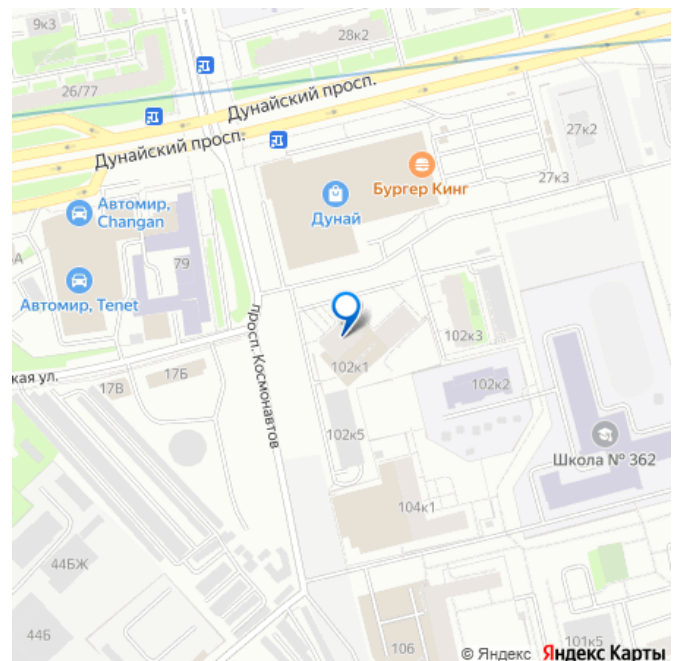 9к3
28к2
26/77
Дунайский просп.
Дунайский просп.
27к2
Бургер Кинг
27к3
Автомир,
Changan
Дунай
79
Автомир, Tenet
просп. Космонавтов
102к3
102к1
кая ул.
17Б
17В
102к2
102к5
Школа № 362
104к1
44БЖ
44Б
106
101к5
© Яндекс Яндекс Карты